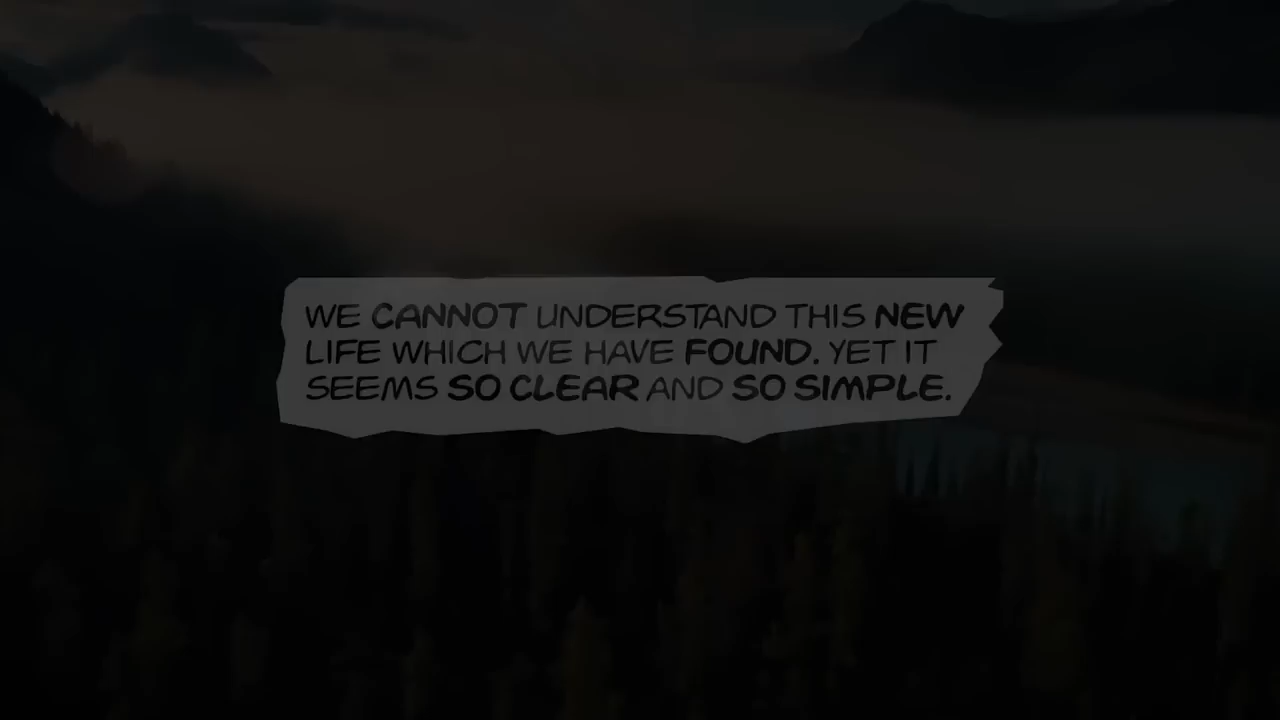 WE CANNOT UNDERSTAND THIS NEW
LIFE WHICH WE HAVE FOUND. YET IT
SEEMS SO CLEAR AND SO SIMPLE.